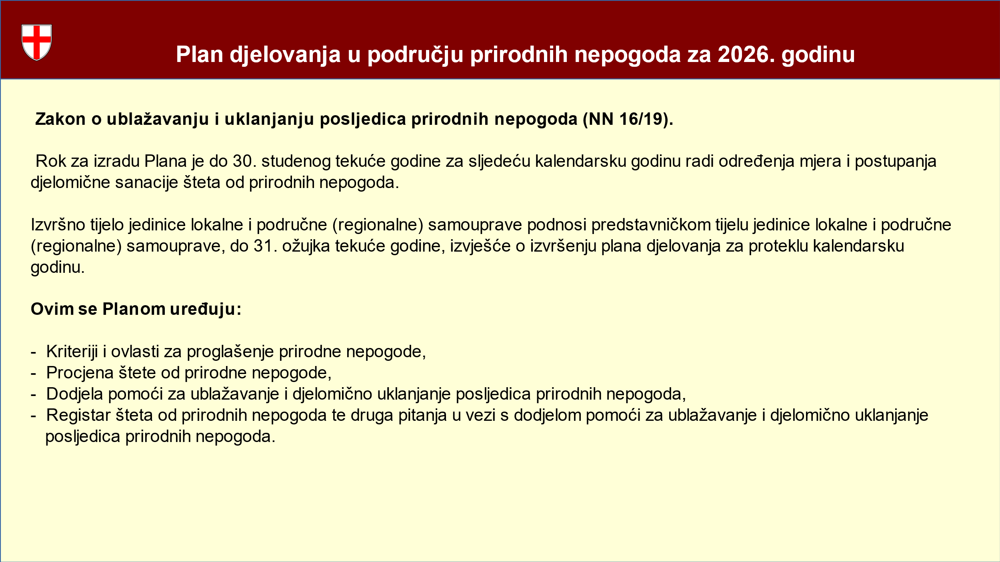 Plan djelovanja u području prirodnih nepogoda za 2026. godinu
Zakon o ublažavanju i uklanjanju posljedica prirodnih nepogoda (NN 16/19).
Rok za izradu Plana je do 30. studenog tekuće godine za sljedeću kalendarsku godinu radi određenja mjera i postupanja
djelomične sanacije šteta od prirodnih nepogoda.
Izvršno tijelo jedinice lokalne i područne (regionalne) samouprave podnosi predstavničkom tijelu jedinice lokalne i područne
(regionalne) samouprave, do 31. ožujka tekuće godine, izvješće o izvršenju plana djelovanja za proteklu kalendarsku
godinu.
Ovim se Planom uređuju:
- Kriteriji i ovlasti za proglašenje prirodne nepogode,
- Procjena štete od prirodne nepogode,
- Dodjela pomoći za ublažavanje i djelomično uklanjanje posljedica prirodnih nepogoda,
- Registar šteta od prirodnih nepogoda te druga pitanja u vezi s dodjelom pomoći za ublažavanje i djelomično uklanjanje
posljedica prirodnih nepogoda.